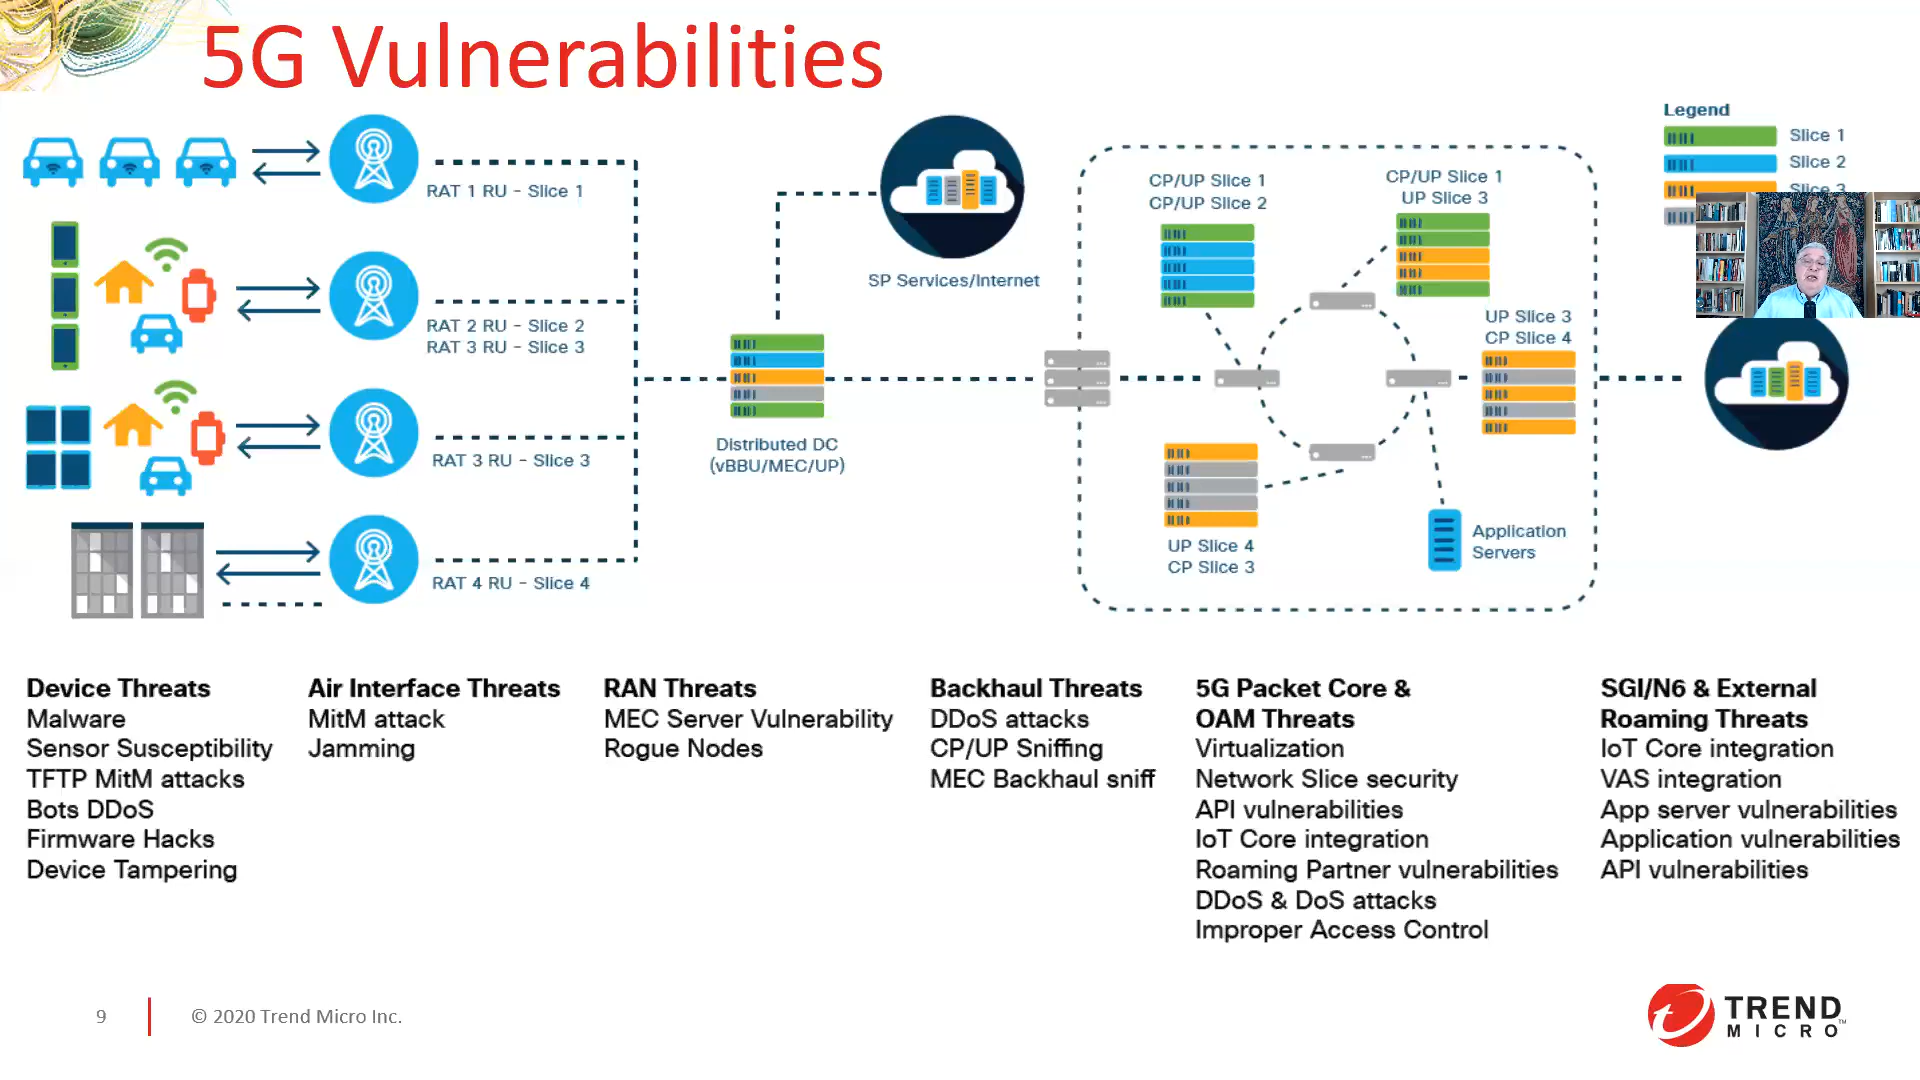 5G Vulnerabilities
Legend
Slice 1
Slice 2
Slice 3
RAT 1 RU - Slice 1
RAT 2 RU - Slice 2
RAT 3 RU - Slice 3
RAT 3 RU - Slice 3
RAT 4 RU - Slice 4
SP Services/Internet
Distributed DC
(vBBU/MEC/UP)
CP/UP Slice 1
CP/UP Slice 2
CP/UP Slice 1
UP Slice 3
UP Slice 3
CP Slice 4
UP Slice 4
CP Slice 3
Application
Servers
Device Threats
Malware
Sensor Susceptibility
TFTP MitM attacks
Bots DDoS
Firmware Hacks
Device Tampering
Air Interface Threats
MitM attack
Jamming
RAN Threats
MEC Server Vulnerability
Rogue Nodes
Backhaul Threats
DDoS attacks
CP/UP Sniffing
MEC Backhaul sniff
5G Packet Core &
OAM Threats
Virtualization
Network Slice security
API vulnerabilities
IoT Core integration
Roaming Partner vulnerabilities
DDoS & DoS attacks
Improper Access Control
SGI/N6 & External
Roaming Threats
IoT Core integration
VAS integration
App server vulnerabilities
Application vulnerabilities
API vulnerabilities
9
© 2020 Trend Micro Inc.
TREND
MICRO™